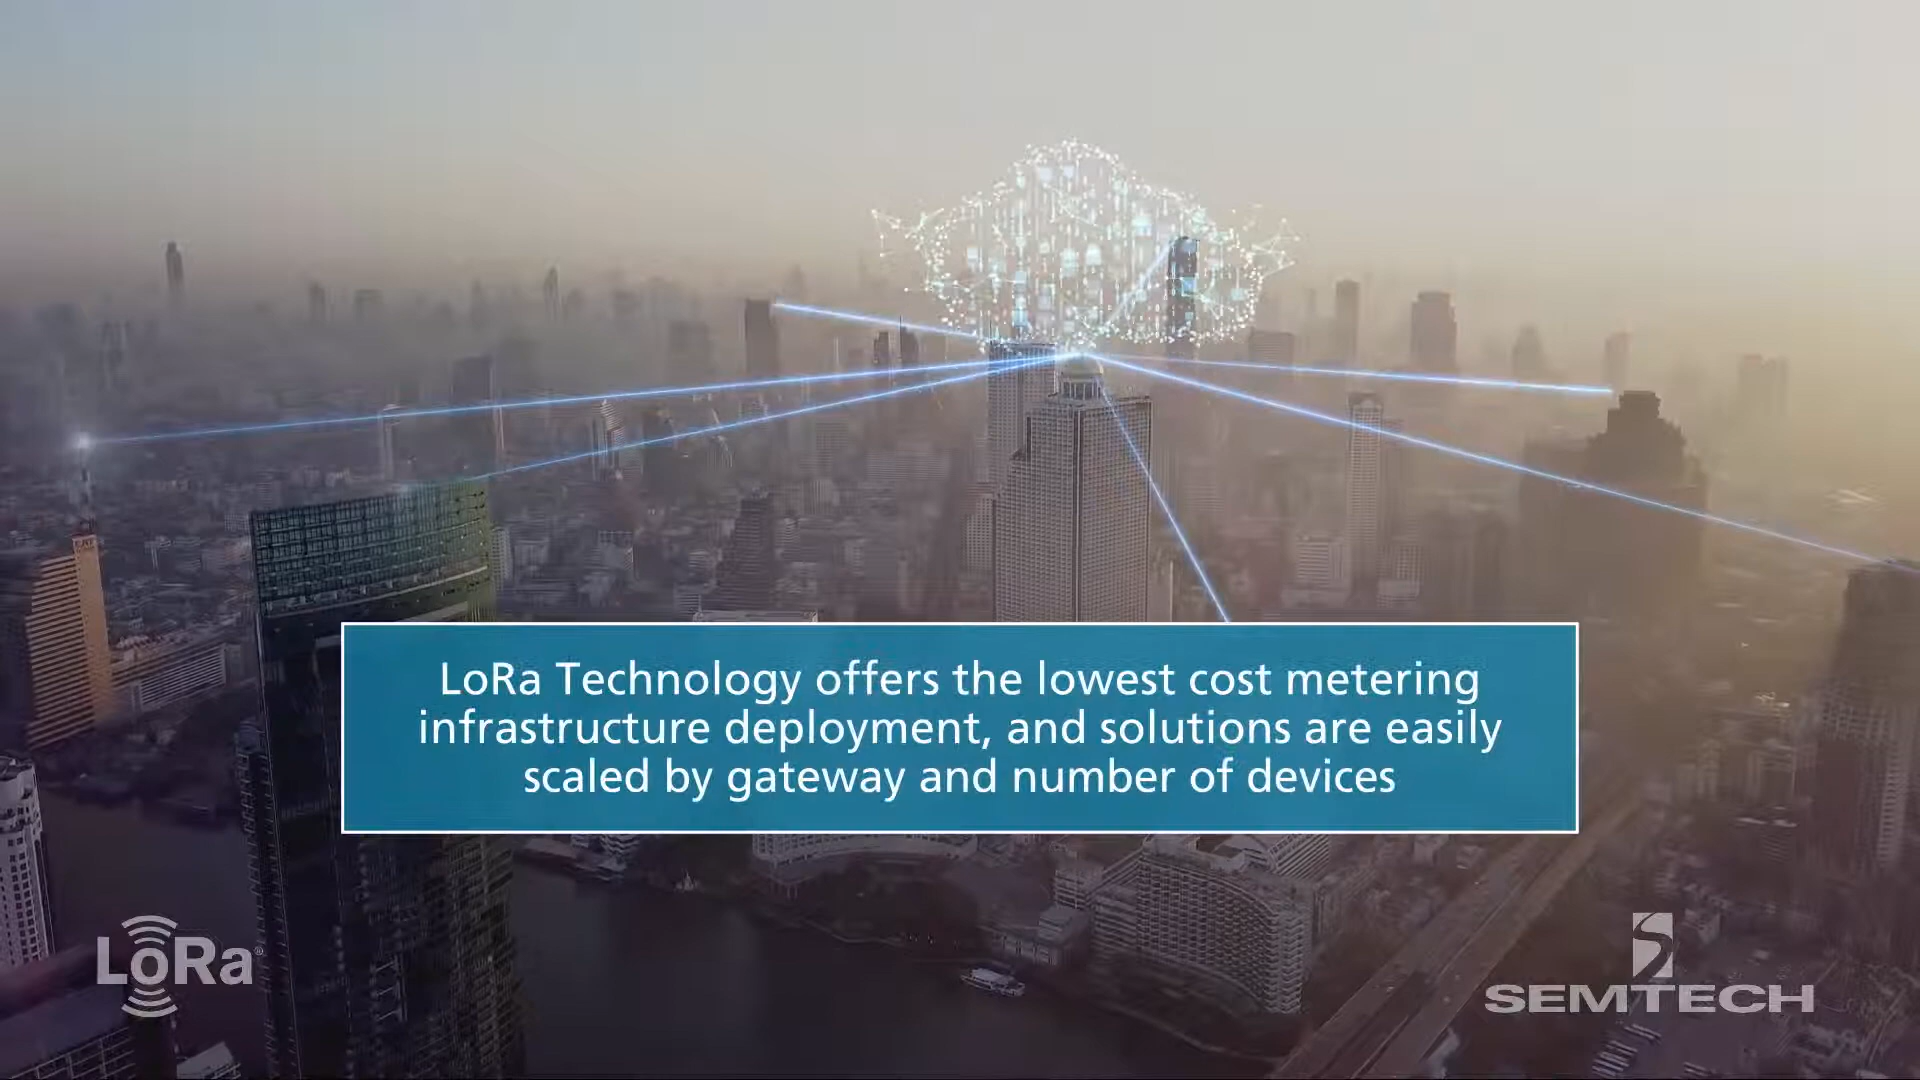 LoRa Technology offers the lowest cost metering
infrastructure deployment, and solutions are easily
scaled by gateway and number of devices
LoRa®
SEMTECH